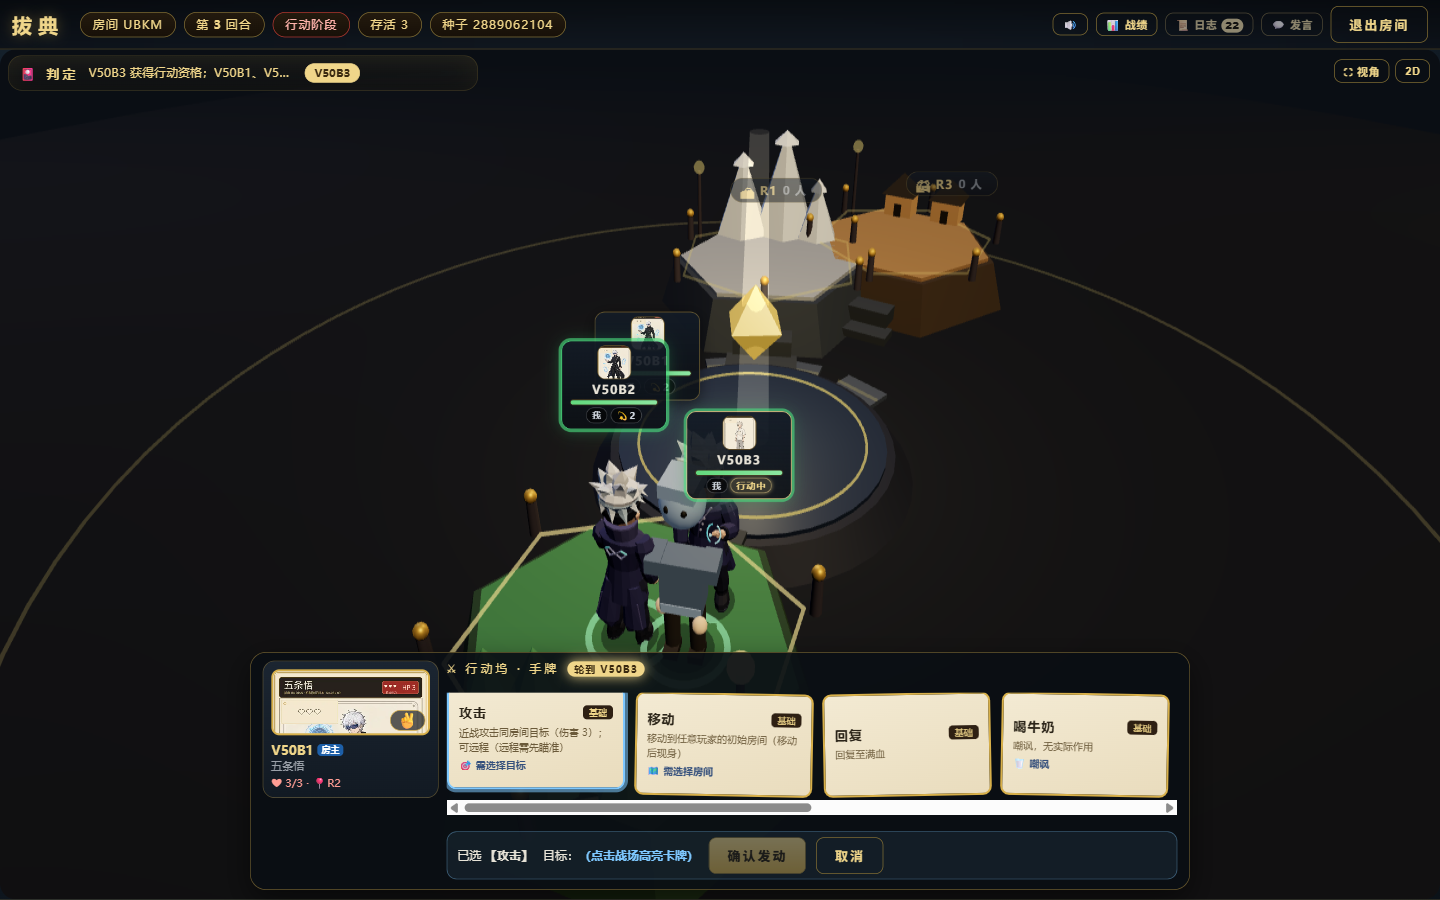 拔典
房间 UBKM
第 3 回合
行动阶段
存活 3
种子 2889062104
战绩
日志 22
发言
退出房间
判定
V50B3 获得行动资格；V50B1、V5...
V50B3
视角
2D
R1 0 人
R3 0 人
V50B2
我
2
V50B3
我
行动中
行动坞 · 手牌
轮到 V50B3
五条悟
HP 3
V50B1 房主
五条悟
3/3 · R2
攻击
基础
近战攻击同房间目标（伤害 3）；
可远程（远程需先瞄准）
需选择目标
移动
基础
移动到任意玩家的初始房间（移动
后现身）
需选择房间
回复
基础
回复至满血
喝牛奶
基础
嘲讽，无实际作用
嘲讽
已选【攻击】 目标： (点击战场高亮卡牌)
确认发动
取消